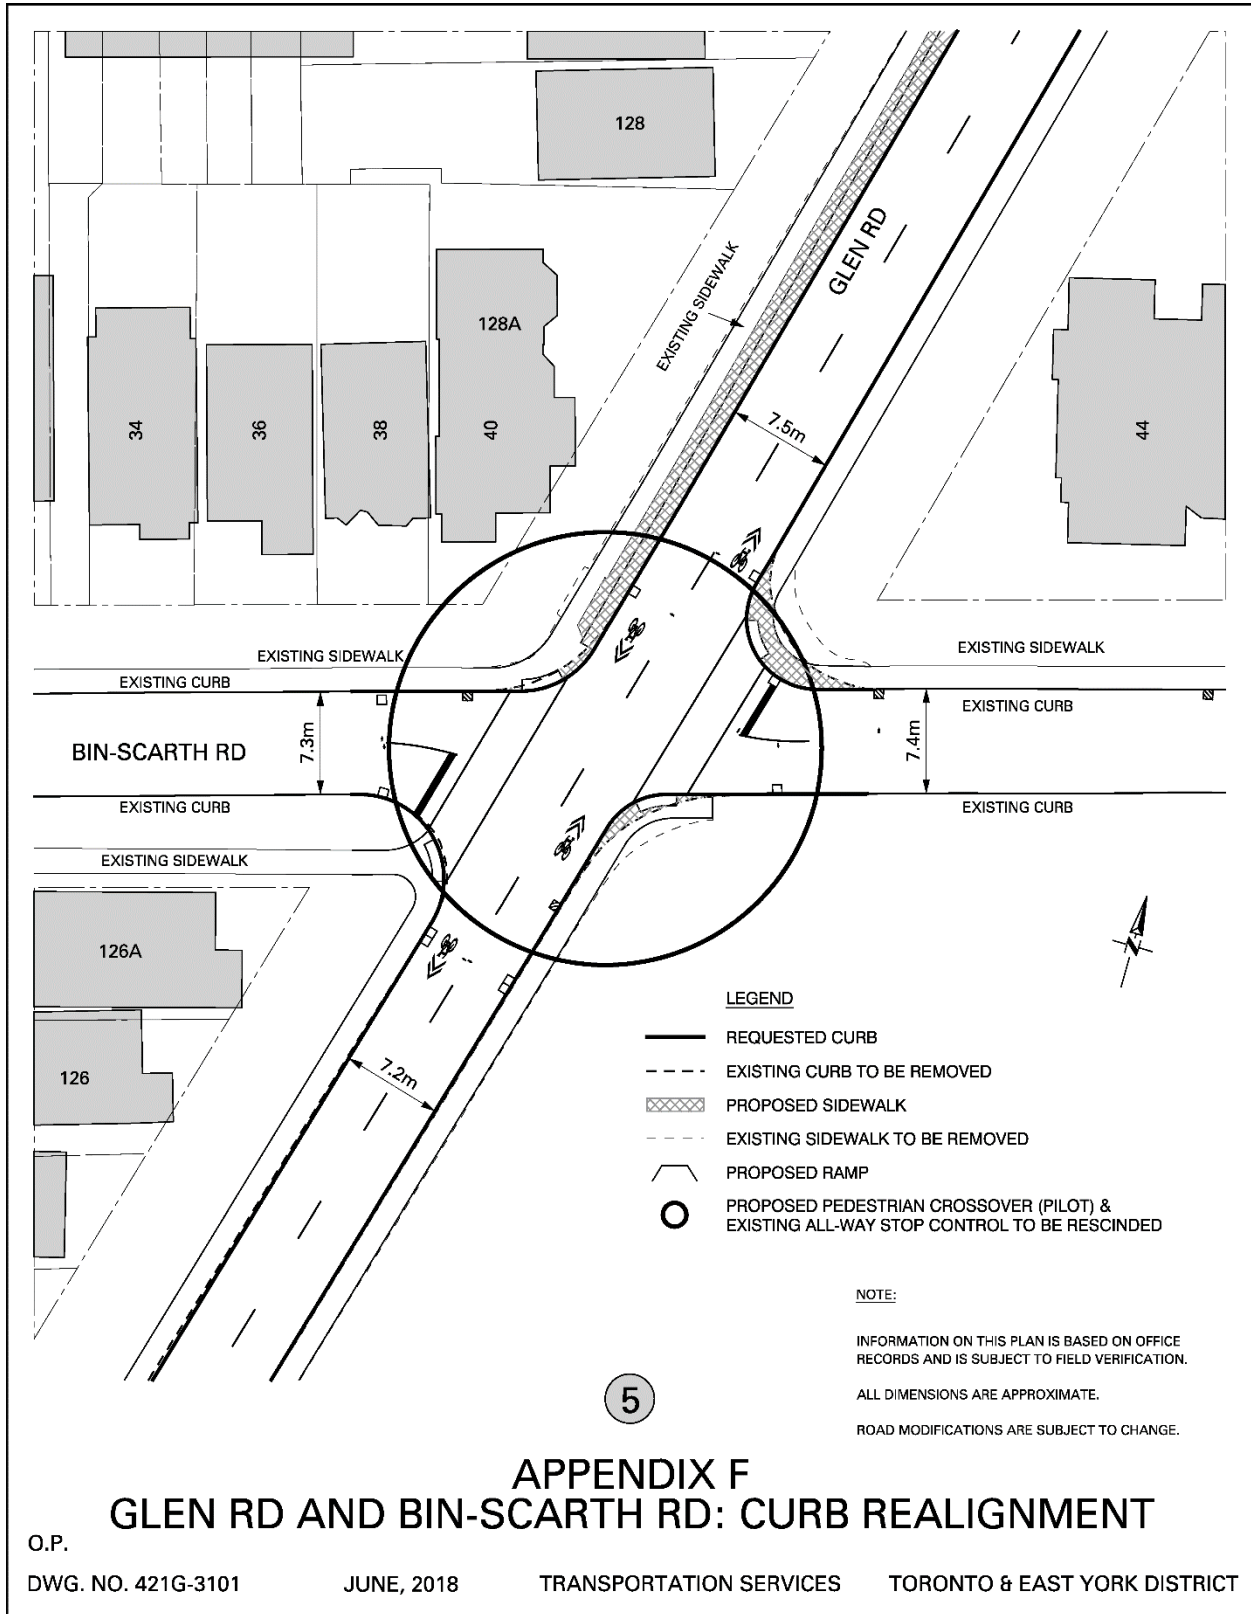 128
GLEN RD
EXISTING SIDEWALK
128A
34
36
38
40
44
7.5m
EXISTING SIDEWALK
EXISTING SIDEWALK
EXISTING CURB
EXISTING CURB
BIN-SCARTH RD
7.3m
7.4m
EXISTING CURB
EXISTING CURB
EXISTING SIDEWALK
126A
N
126
7.2m
LEGEND
REQUESTED CURB
EXISTING CURB TO BE REMOVED
PROPOSED SIDEWALK
EXISTING SIDEWALK TO BE REMOVED
PROPOSED RAMP
PROPOSED PEDESTRIAN CROSSOVER (PILOT) &
EXISTING ALL-WAY STOP CONTROL TO BE RESCINDED
NOTE:
INFORMATION ON THIS PLAN IS BASED ON OFFICE
RECORDS AND IS SUBJECT TO FIELD VERIFICATION.
ALL DIMENSIONS ARE APPROXIMATE.
ROAD MODIFICATIONS ARE SUBJECT TO CHANGE.
5
APPENDIX F
GLEN RD AND BIN-SCARTH RD: CURB REALIGNMENT
O.P.
DWG. NO. 421G-3101 JUNE, 2018 TRANSPORTATION SERVICES TORONTO & EAST YORK DISTRICT